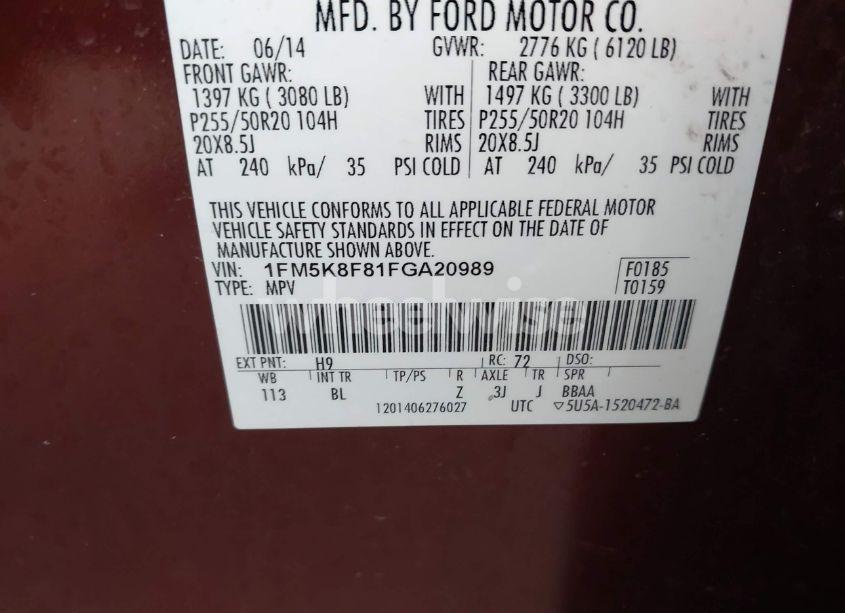 MFD. BY FORD MOTOR CO.
DATE: 06/14 GVWR: 2776 KG ( 6120 LB)
FRONT GAWR: REAR GAWR:
1397 KG ( 3080 LB) WITH 1497 KG ( 3300 LB) WITH
P255/50R20 104H TIRES P255/50R20 104H TIRES
20X8.5J RIMS 20X8.5J RIMS
AT 240 kPa/ 35 PSI COLD AT 240 kPa/ 35 PSI COLD
THIS VEHICLE CONFORMS TO ALL APPLICABLE FEDERAL MOTOR
VEHICLE SAFETY STANDARDS IN EFFECT ON THE DATE OF
MANUFACTURE SHOWN ABOVE.
VIN: 1FM5K8F81FGA20989 F0185
TYPE: MPV T0159
wheelwise
EXT PNT: H9 RC: 72 DSO:
WB INT TR TP/PS R AXLE TR SPR
113 BL Z 3J J BBAA
1201406276027 UTC ▽5U5A-1520472-BA